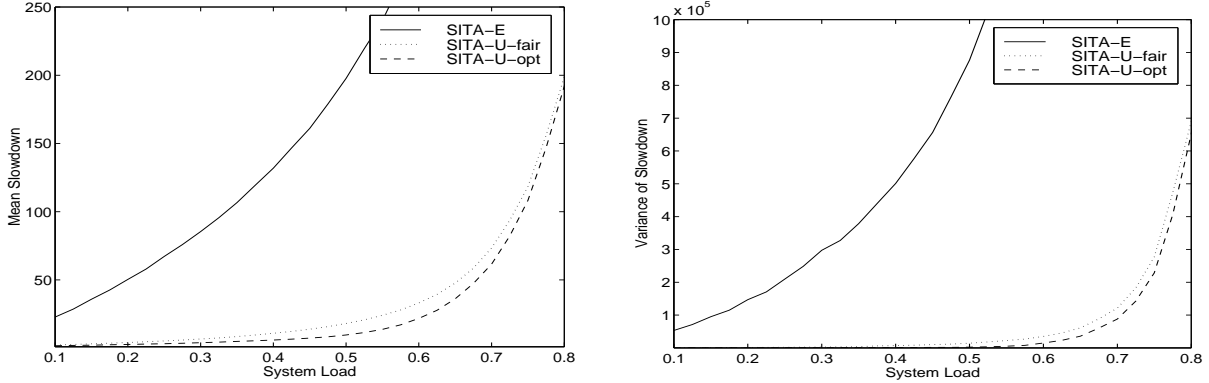 250
200
150
100
50
0.1 0.2 0.3 0.4 0.5 0.6 0.7 0.8
System Load
Mean Slowdown
SITA−E
SITA−U−fair
SITA−U−opt
x 10^5
10
9
8
7
6
5
4
3
2
1
0.1 0.2 0.3 0.4 0.5 0.6 0.7 0.8
System Load
Variance of Slowdown
SITA−E
SITA−U−fair
SITA−U−opt